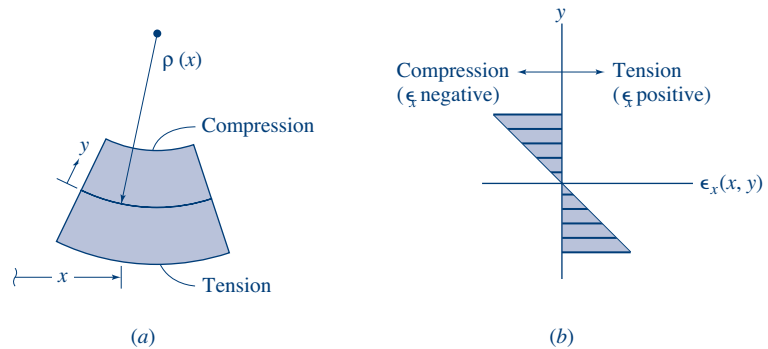 ρ (x)
Compression
y
x
Tension
(a)
y
Compression
(ϵx negative)
Tension
(ϵx positive)
ϵx(x, y)
(b)